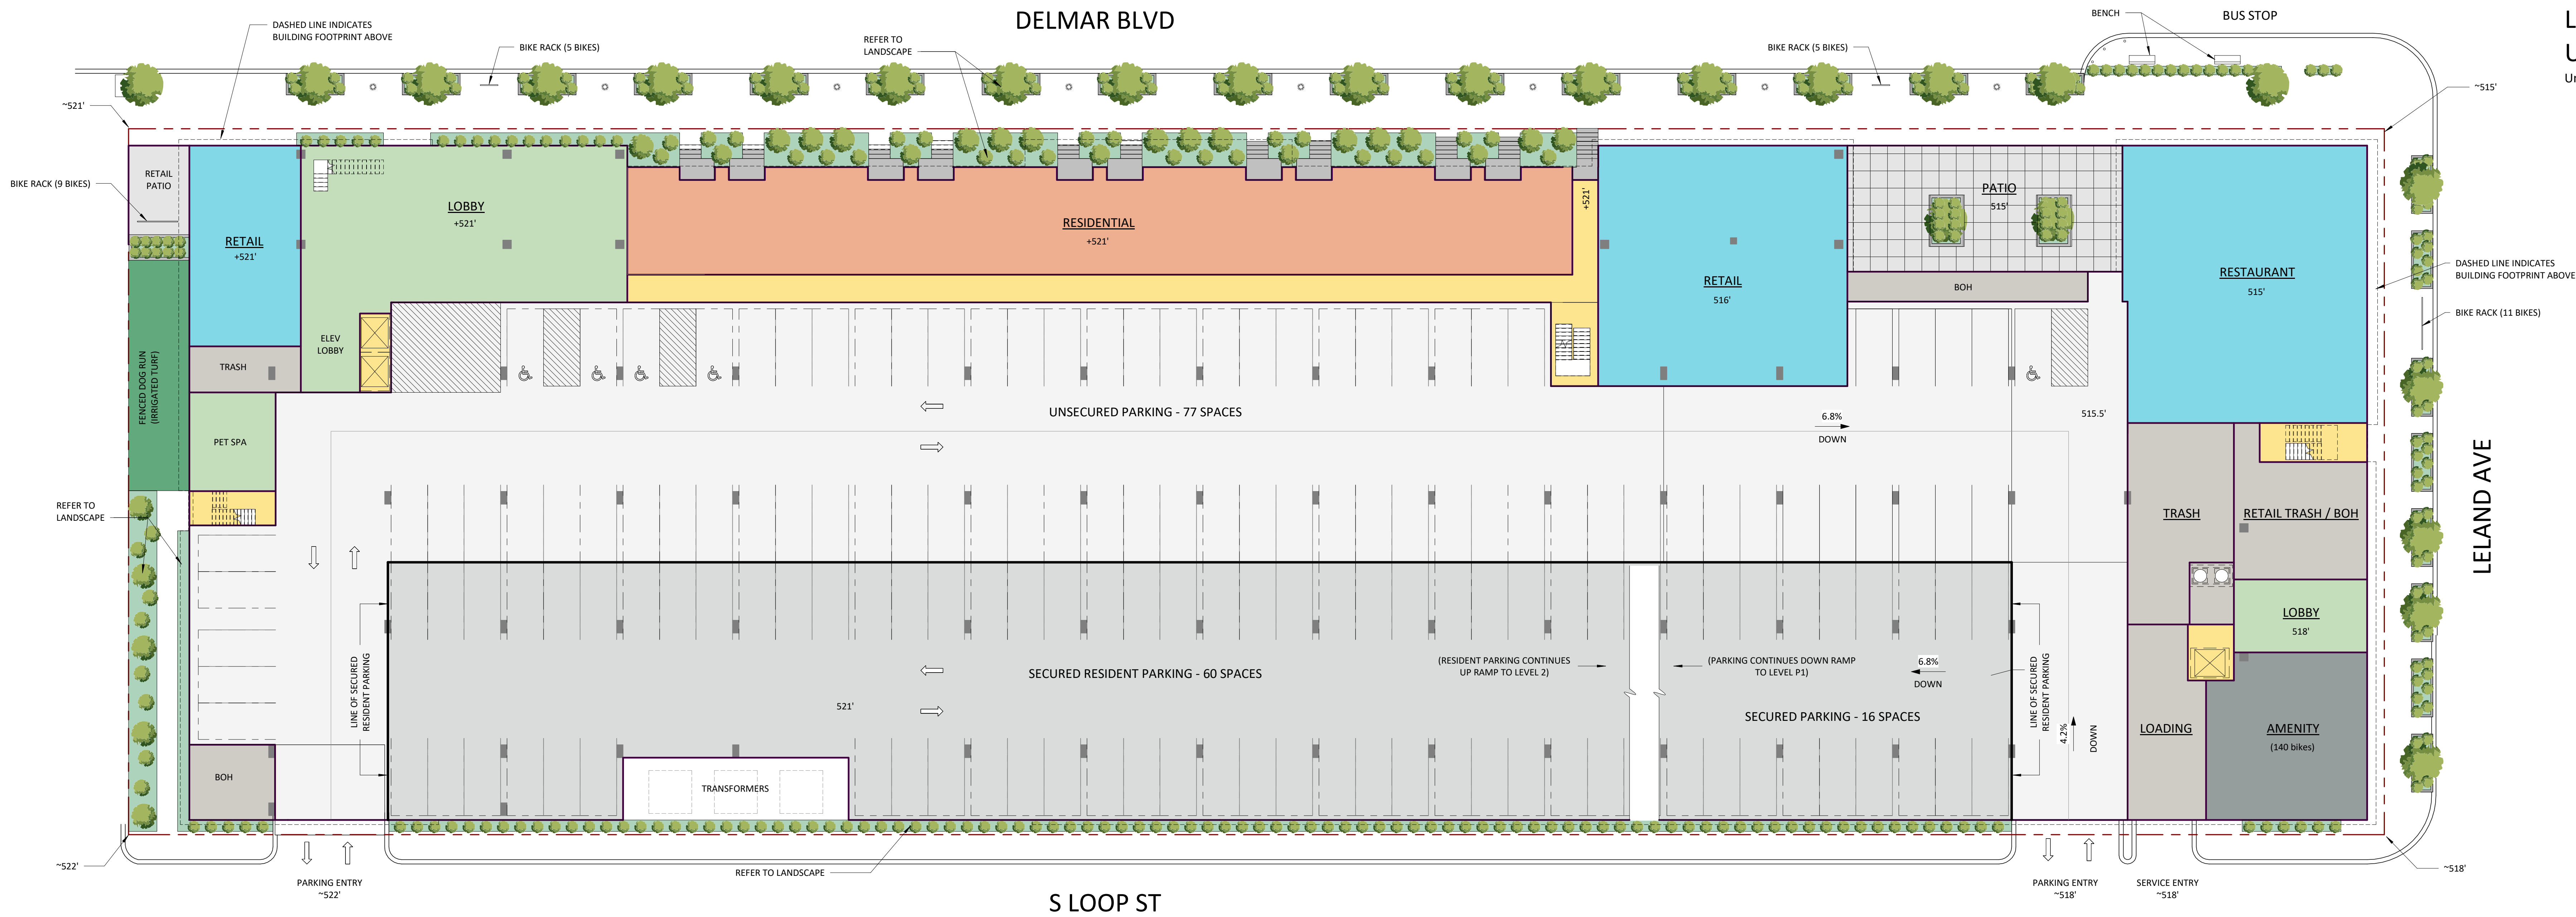 DELMAR BLVD
BENCH
BUS STOP
L
U
Un
DASHED LINE INDICATES
BUILDING FOOTPRINT ABOVE
BIKE RACK (5 BIKES)
REFER TO
LANDSCAPE
BIKE RACK (5 BIKES)
~521'
~515'
RETAIL
PATIO
BIKE RACK (9 BIKES)
LOBBY
+521'
RETAIL
+521'
RESIDENTIAL
+521'
+521'
PATIO
515'
RETAIL
516'
BOH
RESTAURANT
515'
DASHED LINE INDICATES
BUILDING FOOTPRINT ABOVE
BIKE RACK (11 BIKES)
ELEV
LOBBY
TRASH
FENCED DOG RUN
(IRRIGATED TURF)
PET SPA
UNSECURED PARKING - 77 SPACES
6.8%
DOWN
515.5'
REFER TO
LANDSCAPE
TRASH
RETAIL TRASH / BOH
LELAND AVE
LOBBY
518'
LINE OF SECURED
RESIDENT PARKING
SECURED RESIDENT PARKING - 60 SPACES
521'
(RESIDENT PARKING CONTINUES
UP RAMP TO LEVEL 2)
(PARKING CONTINUES DOWN RAMP
TO LEVEL P1)
6.8%
DOWN
SECURED PARKING - 16 SPACES
LINE OF SECURED
RESIDENT PARKING
4.2%
DOWN
LOADING
AMENITY
(140 bikes)
BOH
TRANSFORMERS
~522'
PARKING ENTRY
~522'
REFER TO LANDSCAPE
S LOOP ST
PARKING ENTRY
~518'
SERVICE ENTRY
~518'
~518'